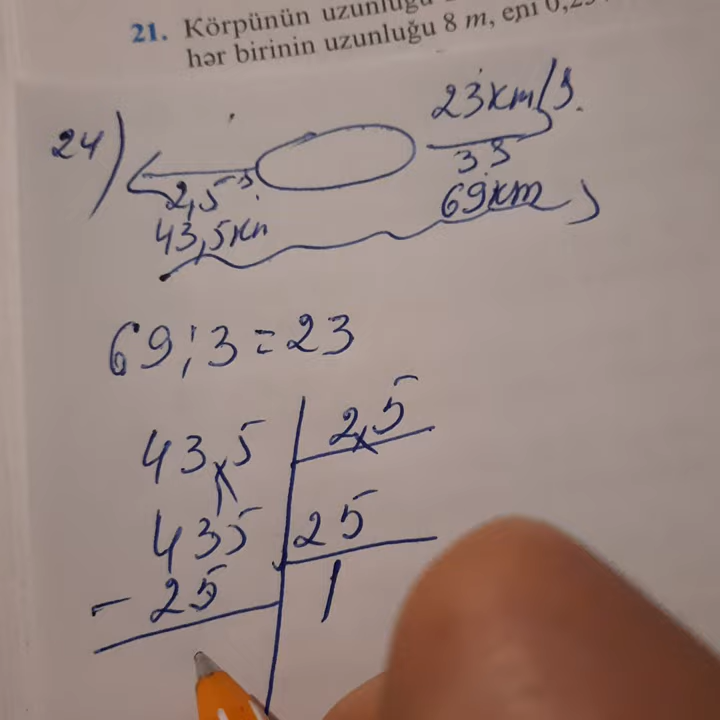 21. Körpünün uzunluğu
hər birinin uzunluğu 8 m, eni 0,25
24)
23km/s.
2,5 s.
3 s
43,5km
69km
69:3=23
43,5 2,5
435 25
- 25 1